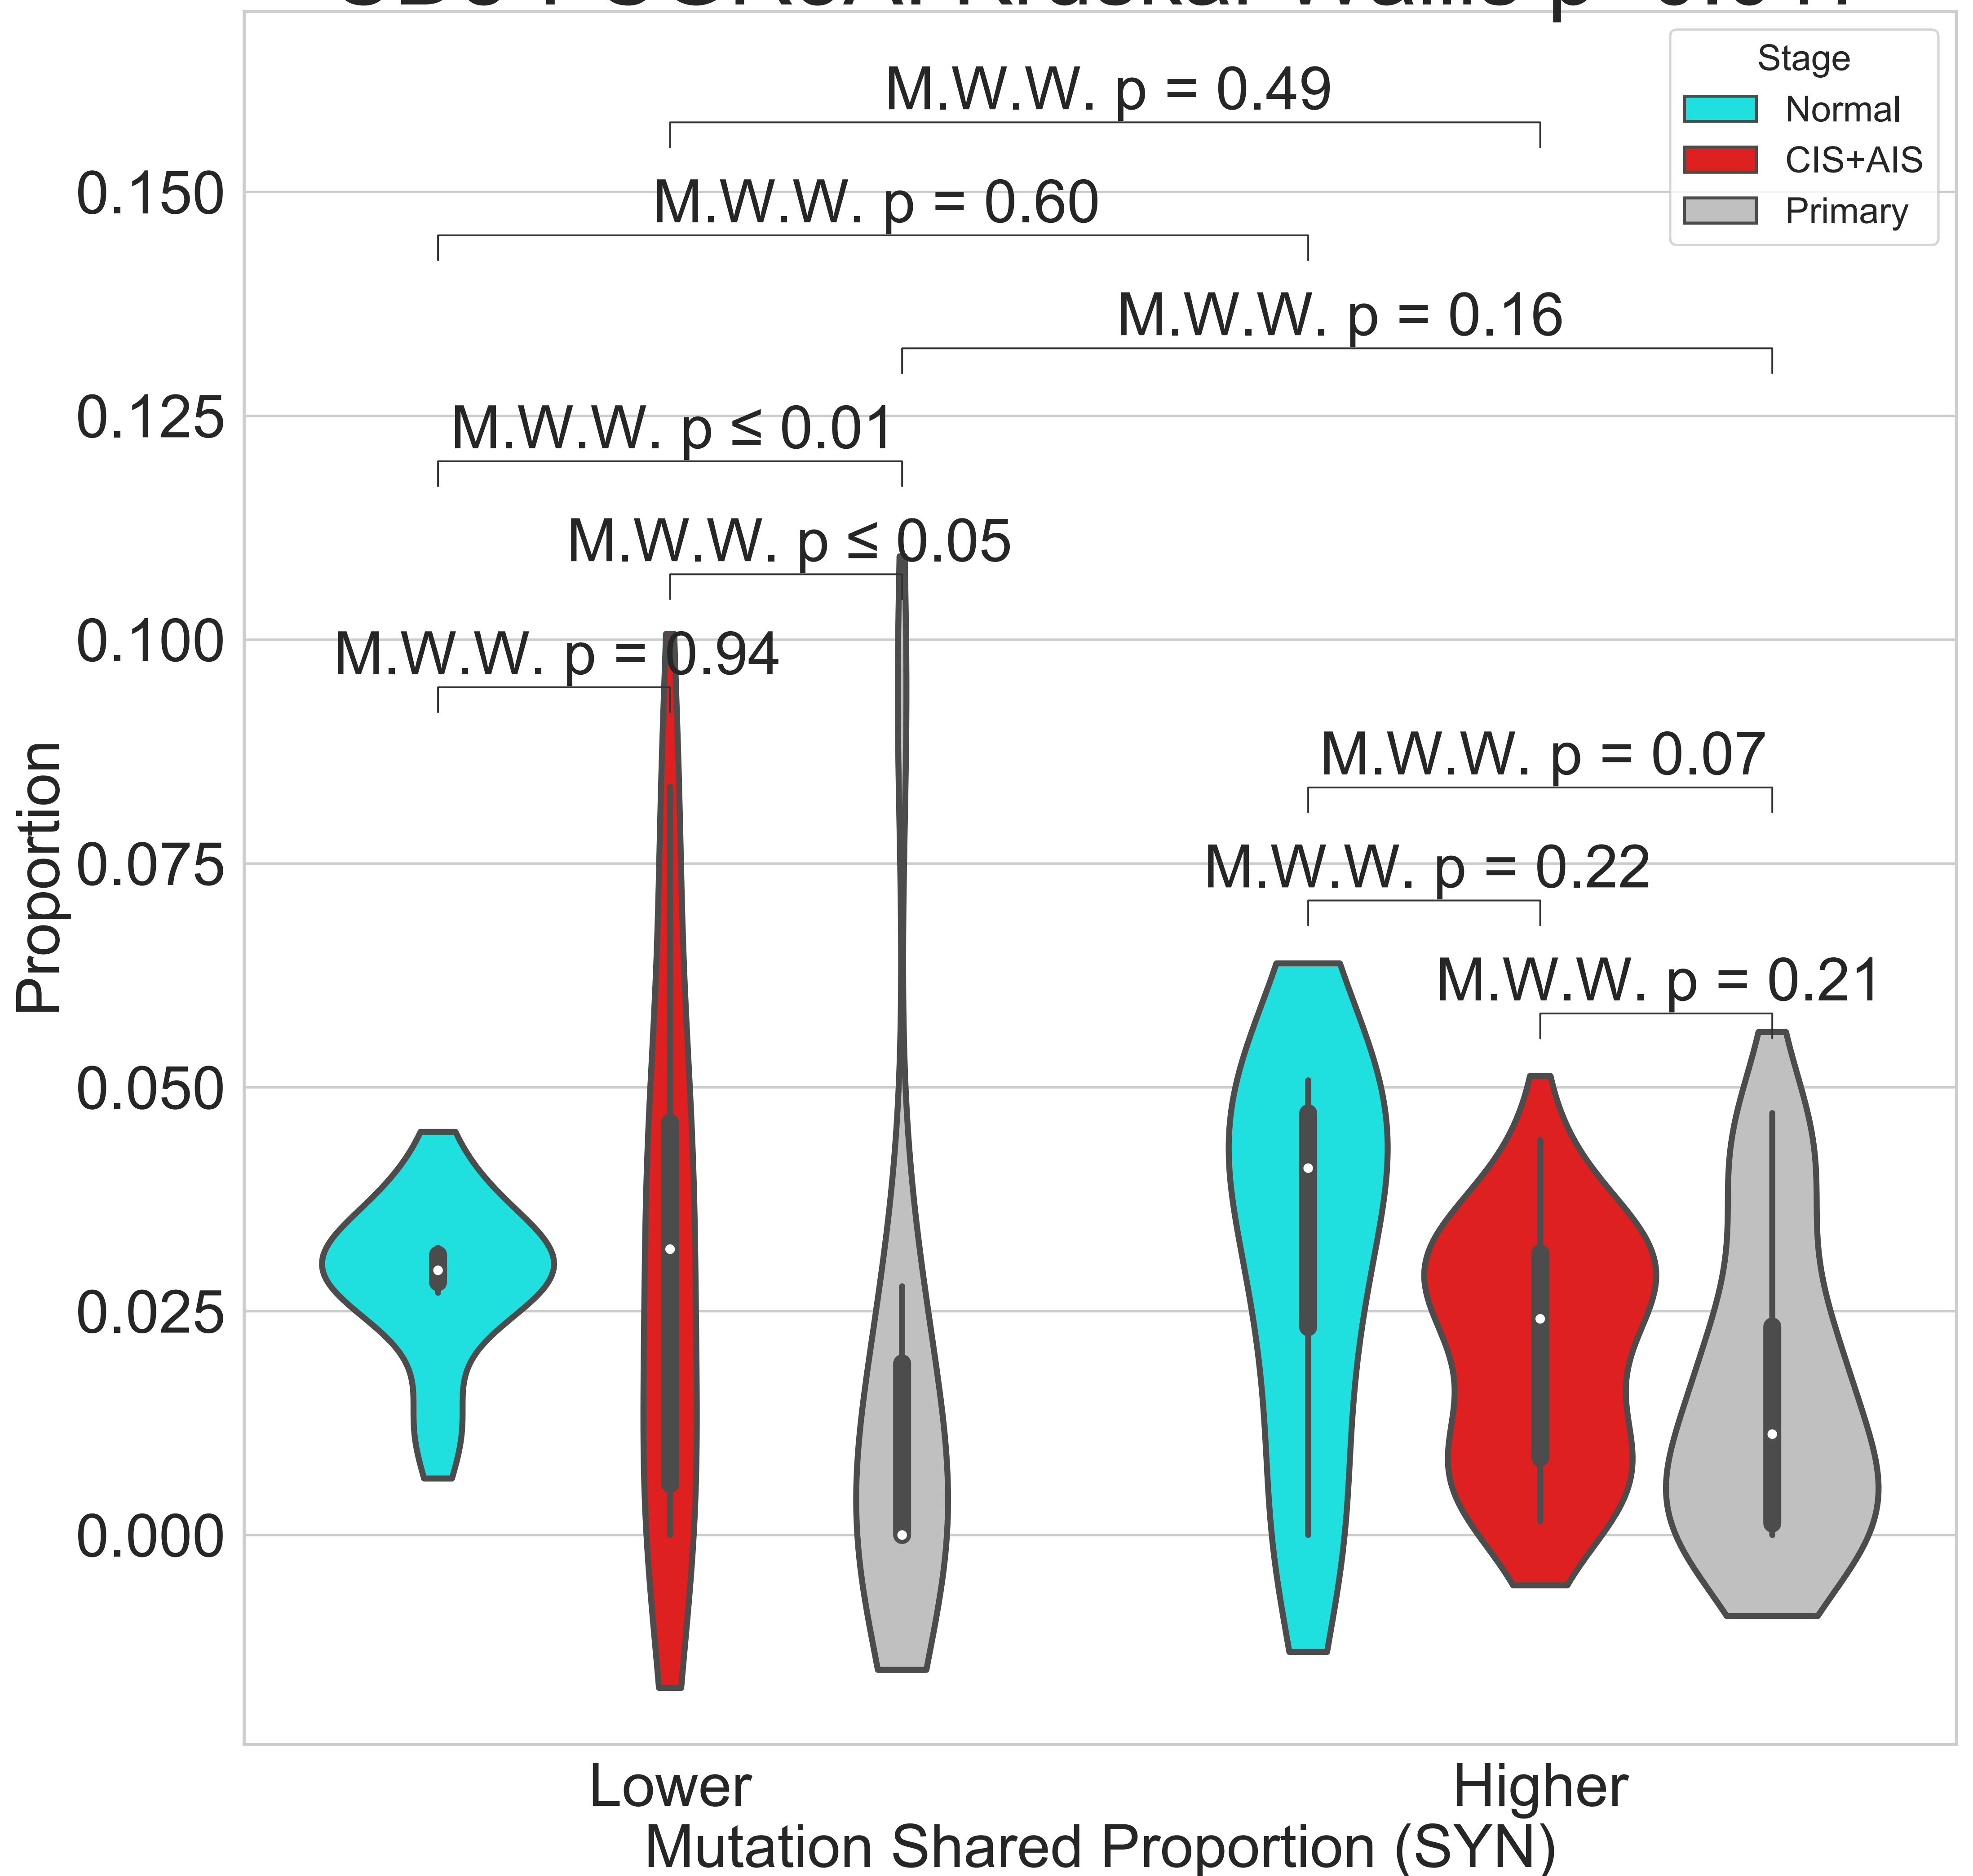 Stage
Normal
CIS+AIS
Primary
M.W.W. p = 0.49
M.W.W. p = 0.60
M.W.W. p = 0.16
M.W.W. p ≤ 0.01
M.W.W. p ≤ 0.05
M.W.W. p = 0.94
M.W.W. p = 0.07
M.W.W. p = 0.22
M.W.W. p = 0.21
0.150
0.125
0.100
0.075
0.050
0.025
0.000
Proportion
Lower
Higher
Mutation Shared Proportion (SYN)